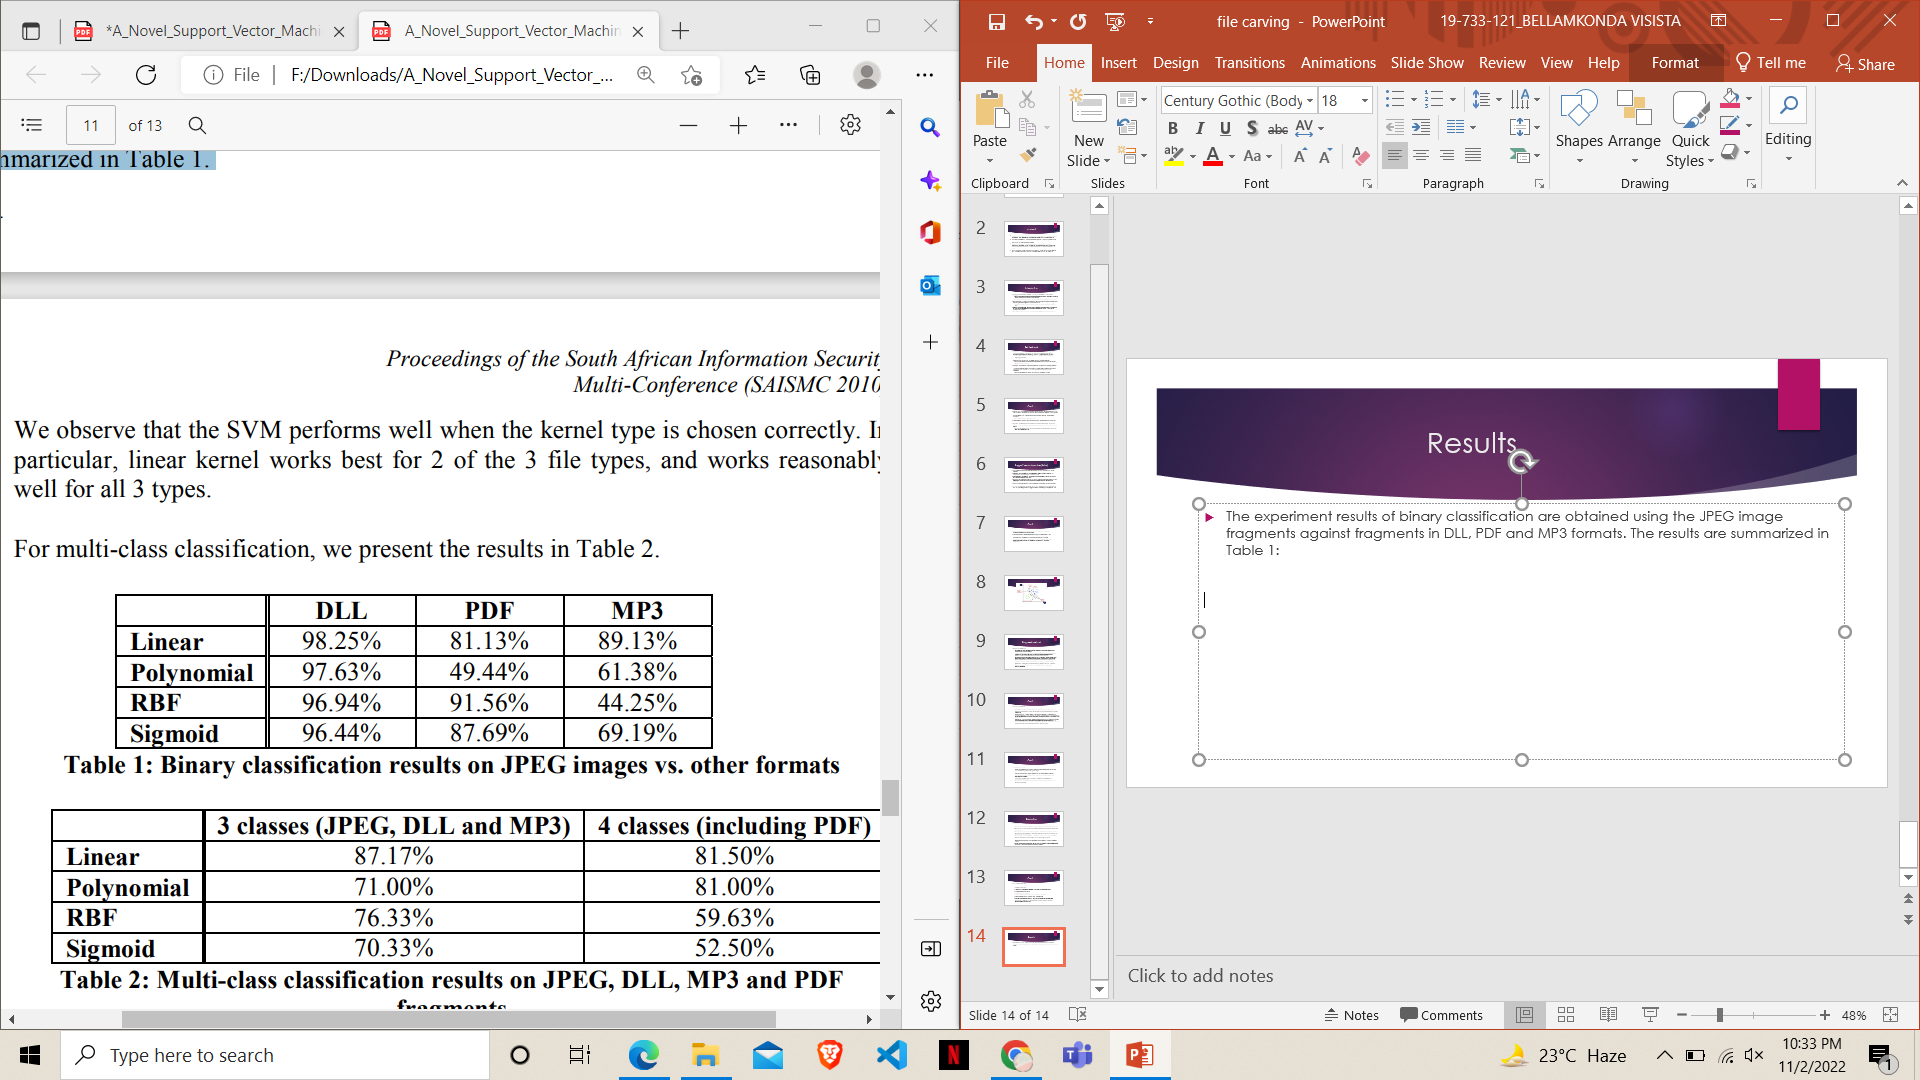 *A_Novel_Support_Vector_Machi
A_Novel_Support_Vector_Machin
File
F:/Downloads/A_Novel_Support_Vector_...
11 of 13
nmarized in Table 1.
Proceedings of the South African Information Securit
Multi-Conference (SAISMC 2010
We observe that the SVM performs well when the kernel type is chosen correctly. I
particular, linear kernel works best for 2 of the 3 file types, and works reasonably
well for all 3 types.
For multi-class classification, we present the results in Table 2.
DLL PDF MP3
Linear 98.25% 81.13% 89.13%
Polynomial 97.63% 49.44% 61.38%
RBF 96.94% 91.56% 44.25%
Sigmoid 96.44% 87.69% 69.19%
Table 1: Binary classification results on JPEG images vs. other formats
3 classes (JPEG, DLL and MP3) 4 classes (including PDF)
Linear 87.17% 81.50%
Polynomial 71.00% 81.00%
RBF 76.33% 59.63%
Sigmoid 70.33% 52.50%
Table 2: Multi-class classification results on JPEG, DLL, MP3 and PDF
fragments
file carving - PowerPoint
19-733-121_BELLAMKONDA VISISTA
File Home Insert Design Transitions Animations Slide Show Review View Help Format Tell me Share
Paste
New
Slide
Century Gothic (Body 18
B I U S abc AV
Aa A A
Shapes Arrange Quick
Styles
Editing
Clipboard Slides Font Paragraph Drawing
2
3
4
5
6
7
8
9
10
11
12
13
14
Results
The experiment results of binary classification are obtained using the JPEG image
fragments against fragments in DLL, PDF and MP3 formats. The results are summarized in
Table 1:
Click to add notes
Slide 14 of 14
Notes Comments
48%
Type here to search
23°C Haze
10:33 PM
11/2/2022
1